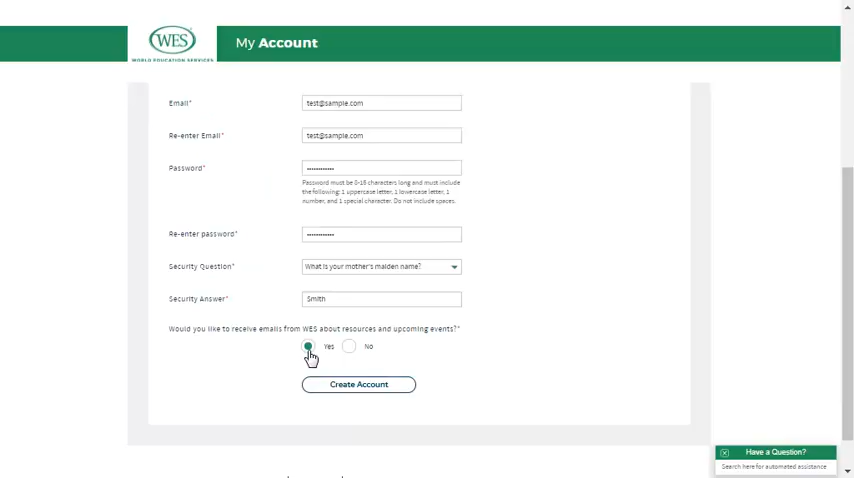 WES
WORLD EDUCATION SERVICES
My Account
Email* test@sample.com
Re-enter Email* test@sample.com
Password* ••••••••••••
Password must be 0-15 characters long and must include
the following: 1 uppercase letter, 1 lowercase letter, 1
number, and 1 special character. Do not include spaces.
Re-enter password* ••••••••••••
Security Question* What is your mother's maiden name?
Security Answer* Smith
Would you like to receive emails from WES about resources and upcoming events?*
Yes No
Create Account
Have a Question?
Search here for automated assistance